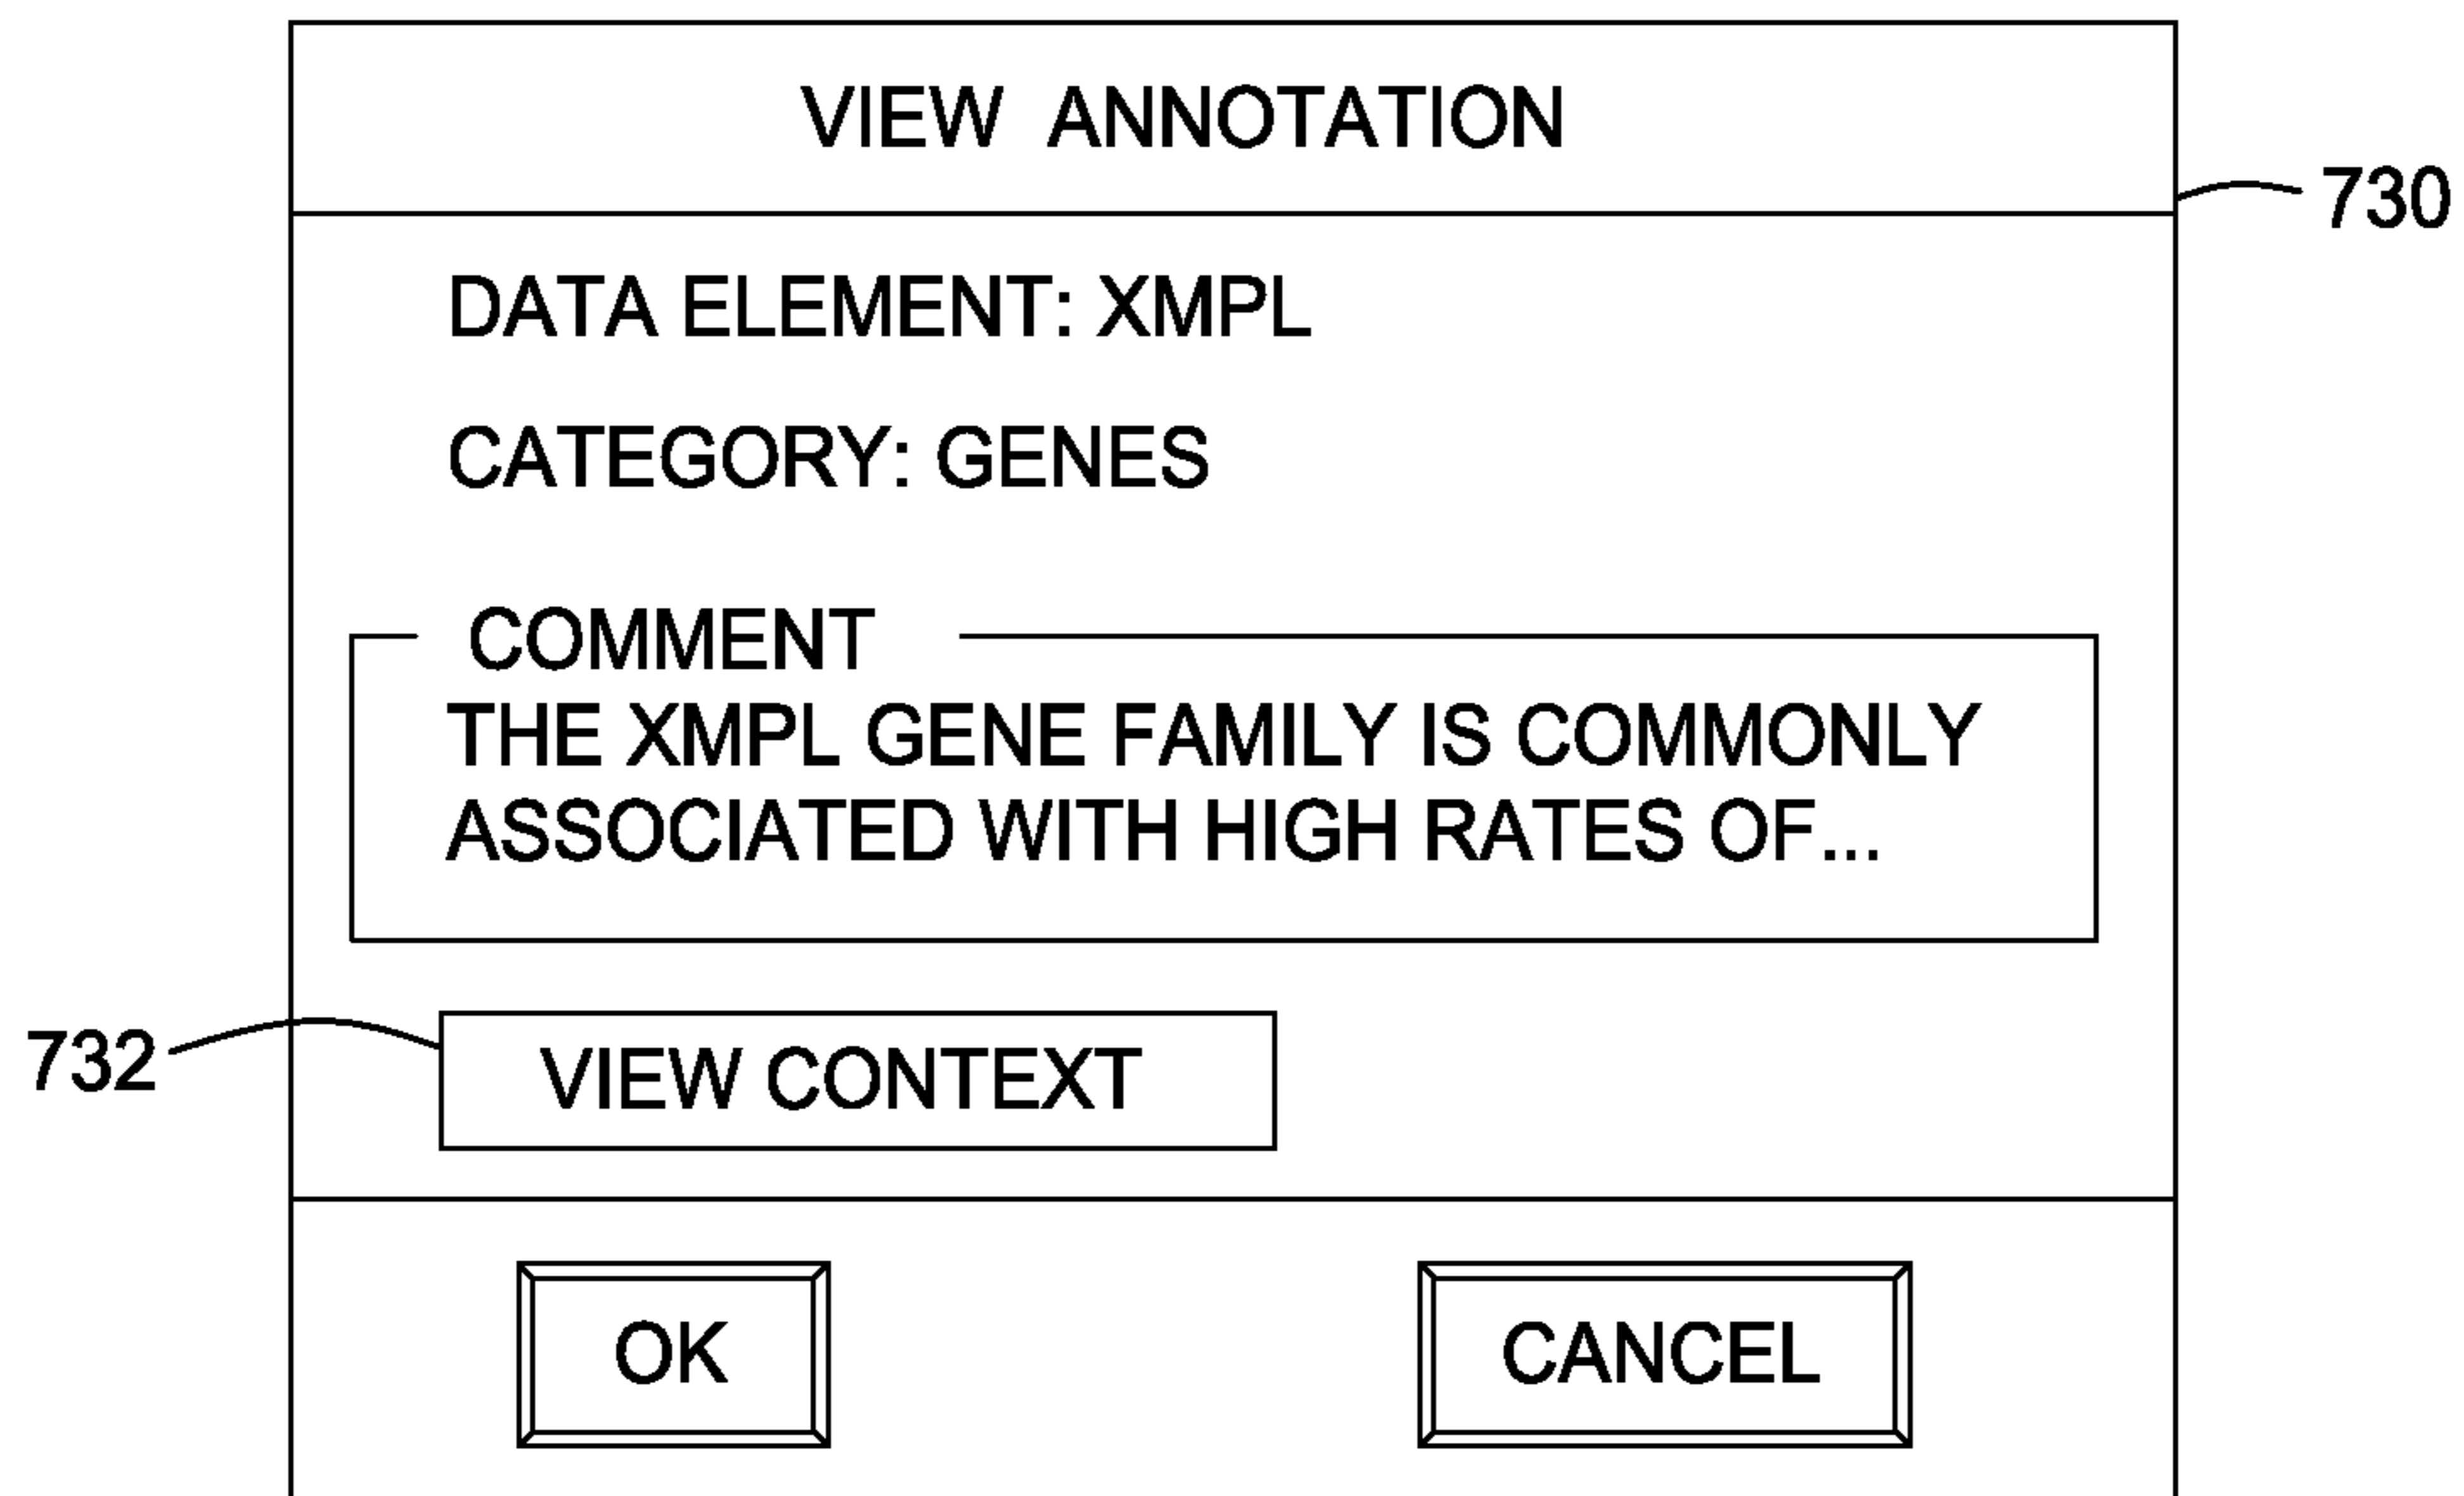 VIEW ANNOTATION
730
DATA ELEMENT: XMPL
CATEGORY: GENES
COMMENT
THE XMPL GENE FAMILY IS COMMONLY
ASSOCIATED WITH HIGH RATES OF...
732
VIEW CONTEXT
OK
CANCEL